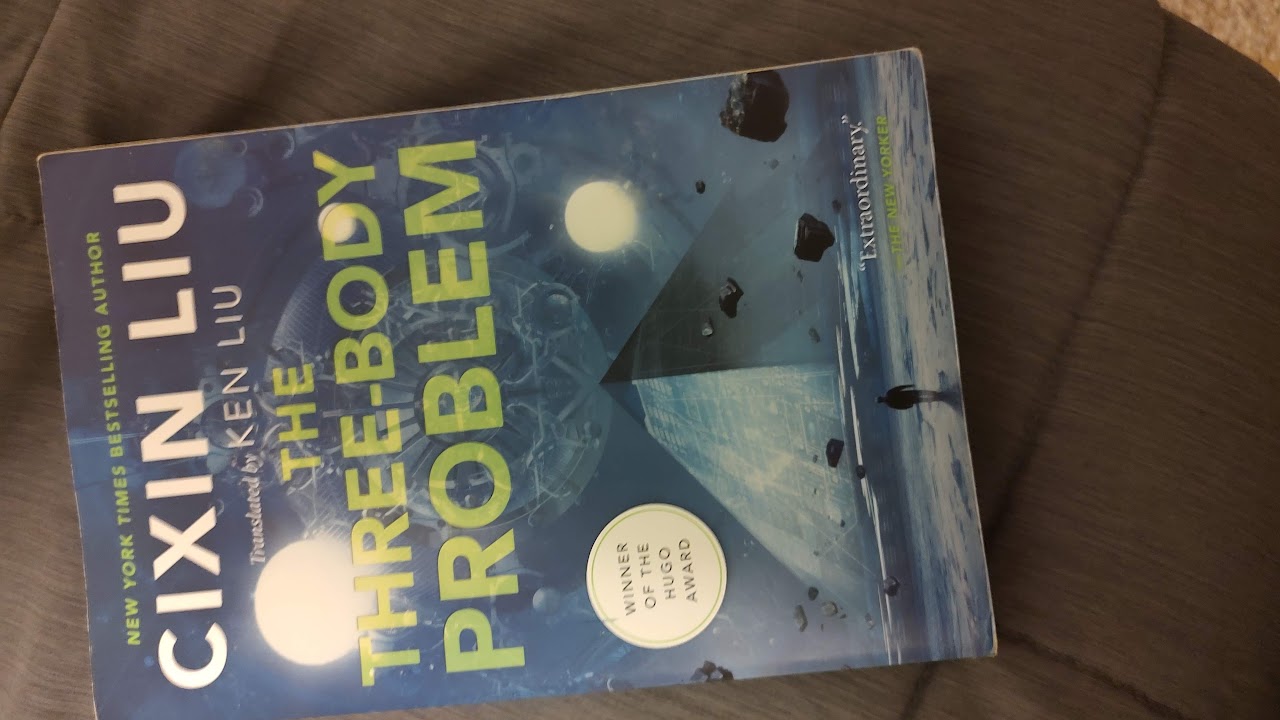 NEW YORK TIMES BESTSELLING AUTHOR
CIXIN LIU
Translated by KEN LIU
THE
THREE-BODY
PROBLEM
WINNER
OF THE
HUGO
AWARD
“Extraordinary.”
—THE NEW YORKER